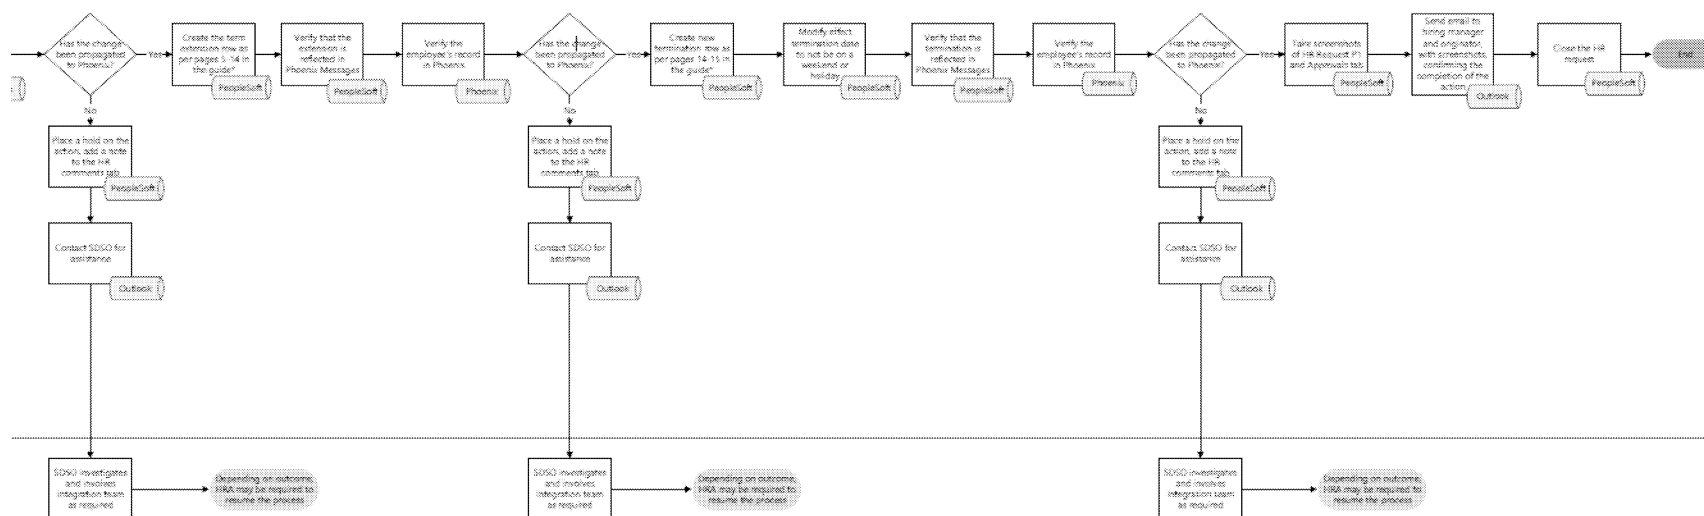 Has the change
been propagated
to Phoenix?
Yes
Create the term
extension row as
per pages 5-14 in
the guide*
PeopleSoft
Verify that the
extension is
reflected in
Phoenix Messages
PeopleSoft
Verify the
employee's record
in Phoenix
Phoenix
Has the change
been propagated
to Phoenix?
Yes
Create new
termination row as
per pages 14-15 in
the guide*
PeopleSoft
Modify effect
termination date
to not be on a
weekend or
holiday
PeopleSoft
Verify that the
termination is
reflected in
Phoenix Messages
PeopleSoft
Verify the
employee's record
in Phoenix
Phoenix
Has the change
been propagated
to Phoenix?
Yes
Take screenshots
of HR Request P1
and Approvals tab
PeopleSoft
Send email to
hiring manager
and originator,
with screenshots,
confirming the
completion of the
action
Outlook
Close the HR
request
PeopleSoft
End
No
Place a hold on the
action, add a note
to the HR
comments tab
PeopleSoft
Contact SDSO for
assistance
Outlook
No
Place a hold on the
action, add a note
to the HR
comments tab
PeopleSoft
Contact SDSO for
assistance
Outlook
No
Place a hold on the
action, add a note
to the HR
comments tab
PeopleSoft
Contact SDSO for
assistance
Outlook
SDSO investigates
and involves
integration team
as required
Depending on outcome,
HRA may be required to
resume the process
SDSO investigates
and involves
integration team
as required
Depending on outcome,
HRA may be required to
resume the process
SDSO investigates
and involves
integration team
as required
Depending on outcome,
HRA may be required to
resume the process